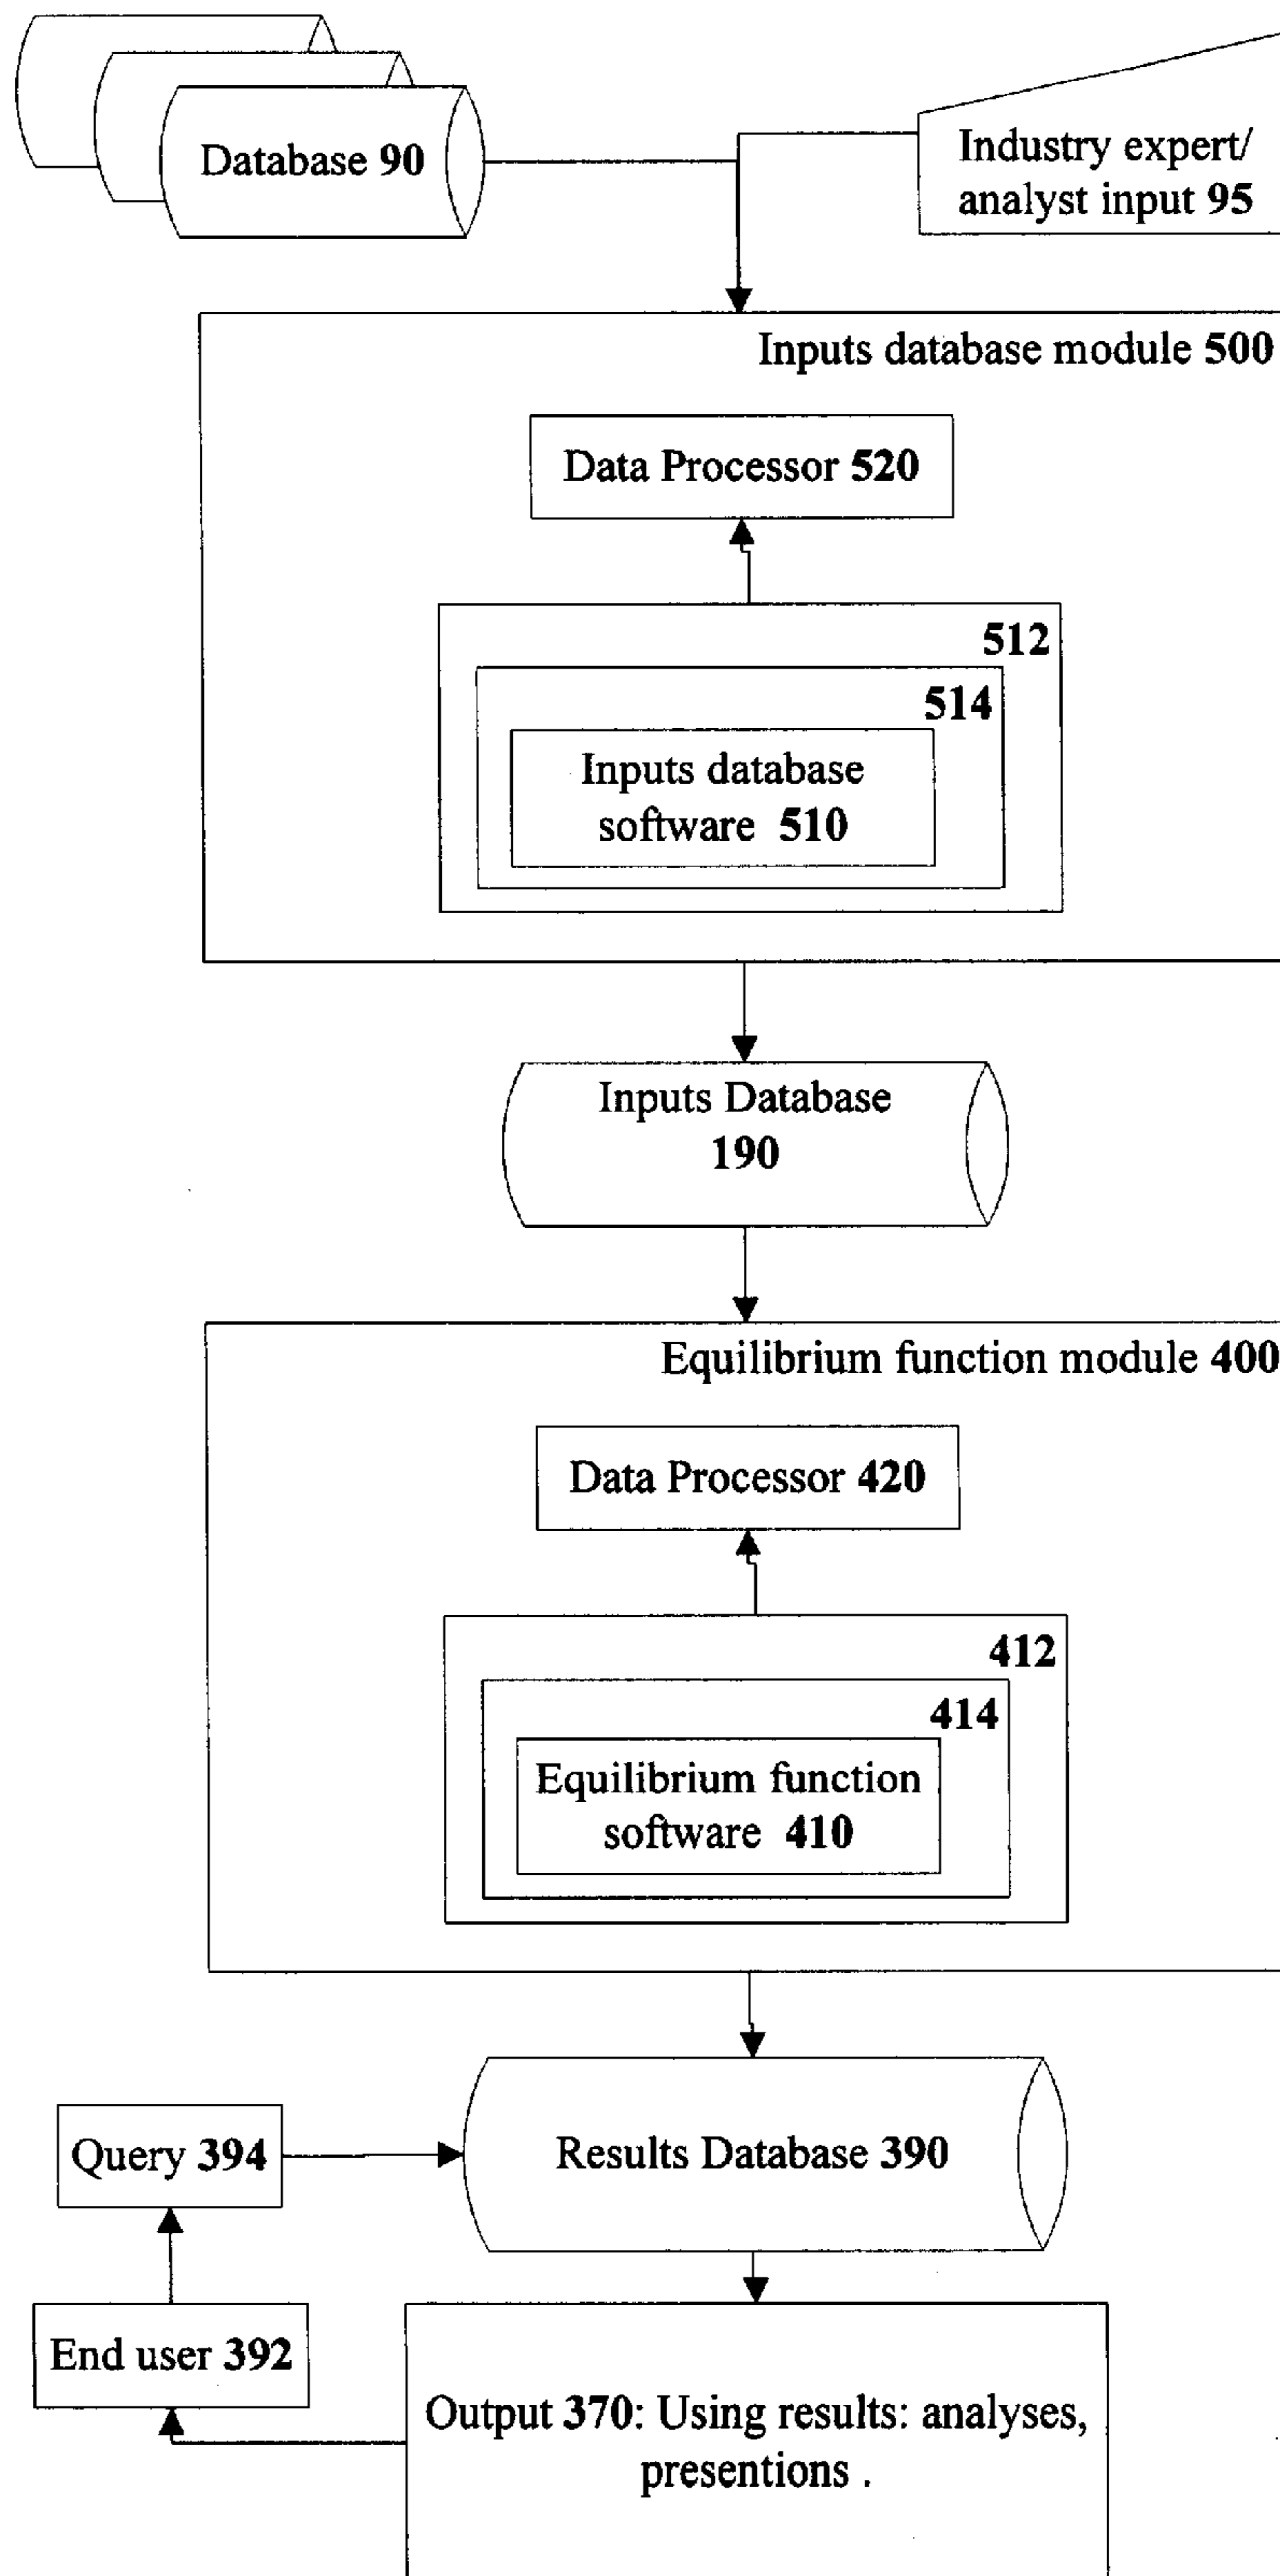 Database 90
Industry expert/
analyst input 95
Inputs database module 500
Data Processor 520
512
514
Inputs database
software 510
Inputs Database
190
Equilibrium function module 400
Data Processor 420
412
414
Equilibrium function
software 410
Query 394
Results Database 390
End user 392
Output 370: Using results: analyses,
presentions .